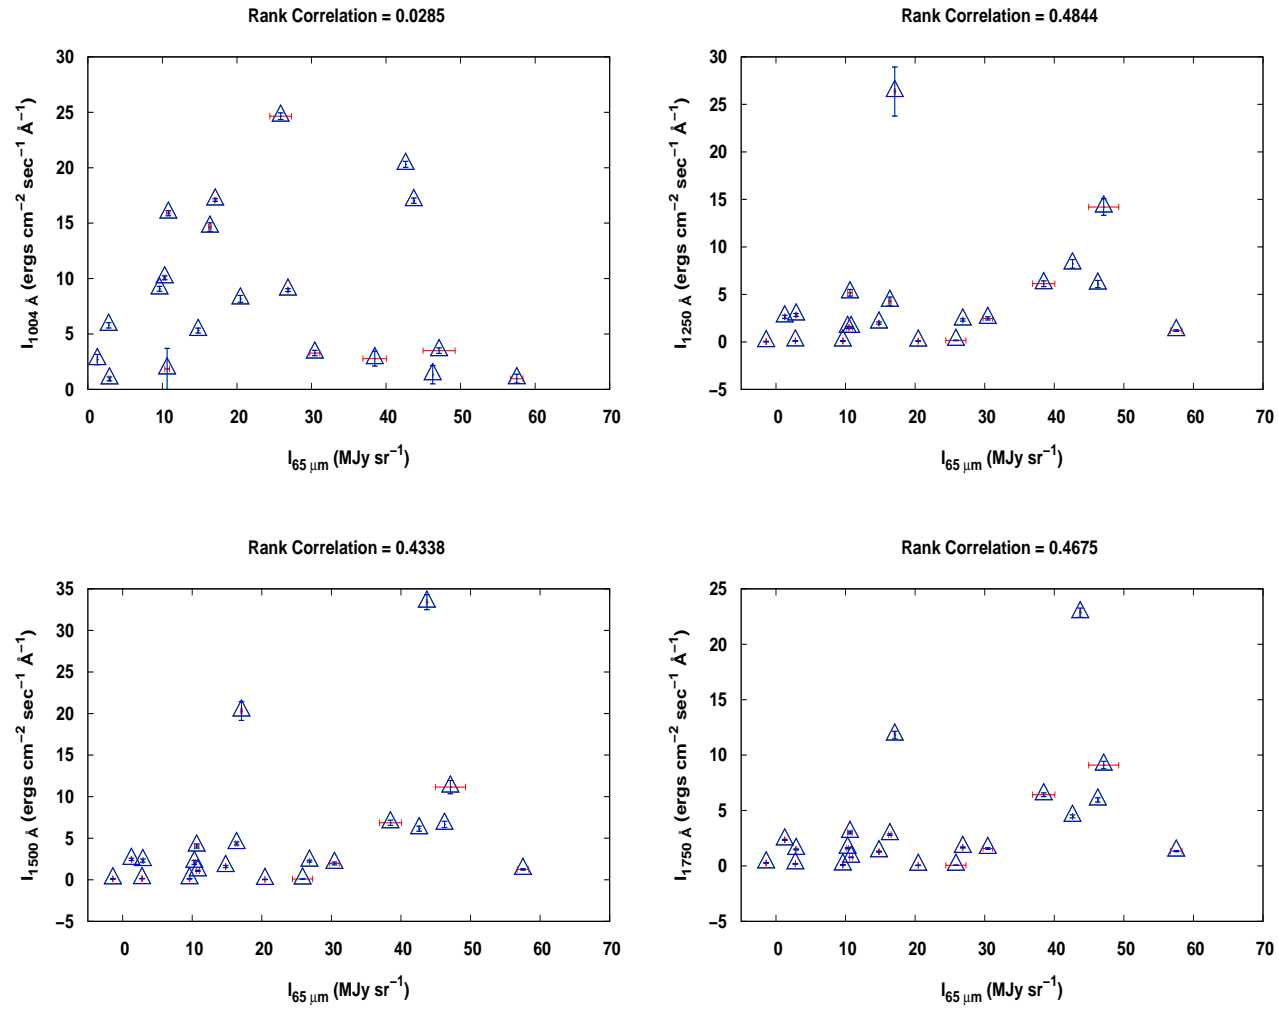 Rank Correlation = 0.0285
30
25
20
15
10
5
0
0 10 20 30 40 50 60 70
I1004 Å (ergs cm−2 sec−1 Å−1)
I65 μm (MJy sr−1)
Rank Correlation = 0.4844
30
25
20
15
10
5
0
−5
0 10 20 30 40 50 60 70
I1250 Å (ergs cm−2 sec−1 Å−1)
I65 μm (MJy sr−1)
Rank Correlation = 0.4338
35
30
25
20
15
10
5
0
−5
0 10 20 30 40 50 60 70
I1500 Å (ergs cm−2 sec−1 Å−1)
I65 μm (MJy sr−1)
Rank Correlation = 0.4675
25
20
15
10
5
0
−5
0 10 20 30 40 50 60 70
I1750 Å (ergs cm−2 sec−1 Å−1)
I65 μm (MJy sr−1)